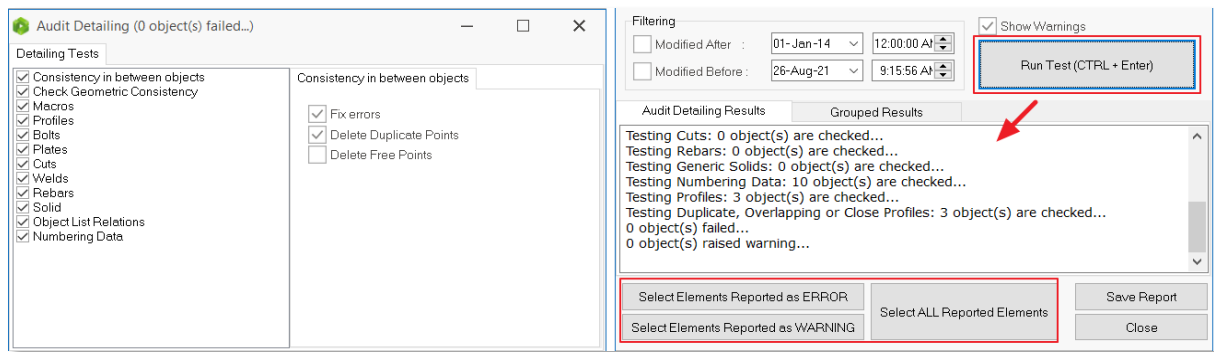 Audit Detailing (0 object(s) failed...)
Detailing Tests
Consistency in between objects
Check Geometric Consistency
Macros
Profiles
Bolts
Plates
Cuts
Welds
Rebars
Solid
Object List Relations
Numbering Data
Consistency in between objects
Fix errors
Delete Duplicate Points
Delete Free Points
Filtering
Modified After :
01-Jan-14
12:00:00 AM
Modified Before :
26-Aug-21
9:15:56 AM
Show Warnings
Run Test (CTRL + Enter)
Audit Detailing Results
Grouped Results
Testing Cuts: 0 object(s) are checked...
Testing Rebars: 0 object(s) are checked...
Testing Generic Solids: 0 object(s) are checked...
Testing Numbering Data: 10 object(s) are checked...
Testing Profiles: 3 object(s) are checked...
Testing Duplicate, Overlapping or Close Profiles: 3 object(s) are checked...
0 object(s) failed...
0 object(s) raised warning...
Select Elements Reported as ERROR
Select Elements Reported as WARNING
Select ALL Reported Elements
Save Report
Close